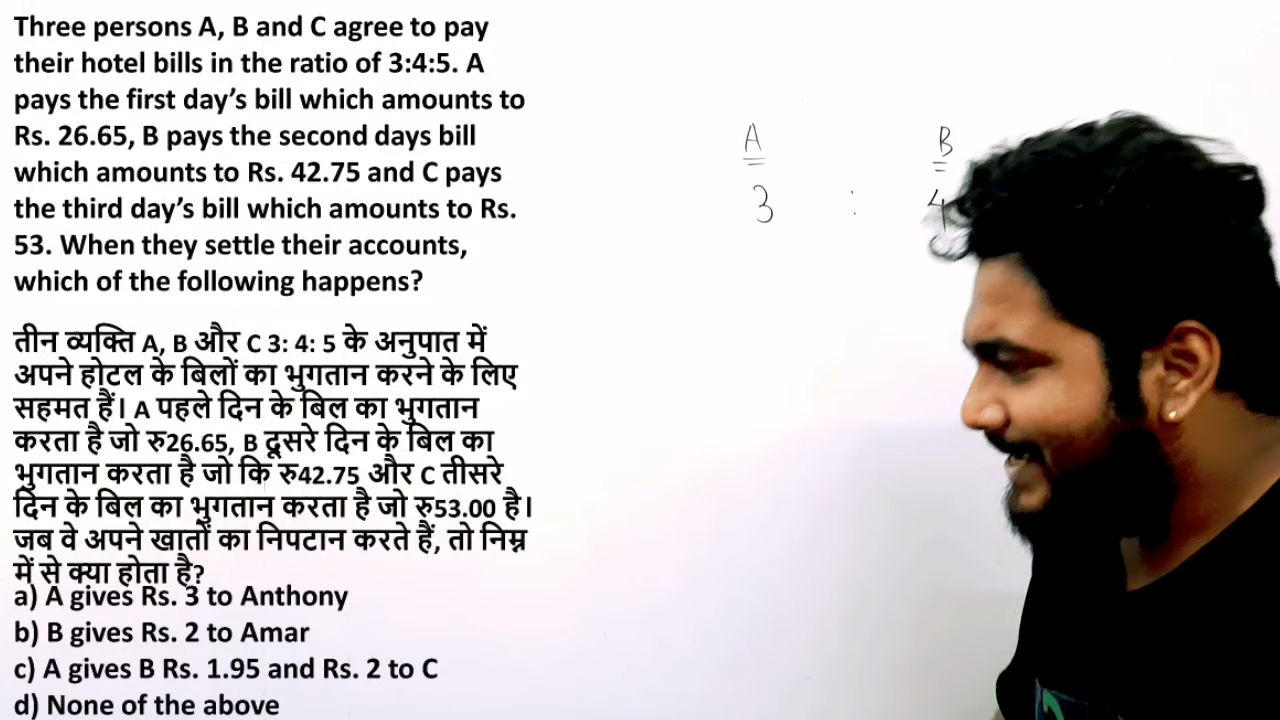 Three persons A, B and C agree to pay
their hotel bills in the ratio of 3:4:5. A
pays the first day’s bill which amounts to
Rs. 26.65, B pays the second days bill
which amounts to Rs. 42.75 and C pays
the third day’s bill which amounts to Rs.
53. When they settle their accounts,
which of the following happens?
तीन व्यक्ति A, B और C 3: 4: 5 के अनुपात में
अपने होटल के बिलों का भुगतान करने के लिए
सहमत हैं। A पहले दिन के बिल का भुगतान
करता है जो रु26.65, B दूसरे दिन के बिल का
भुगतान करता है जो कि रु42.75 और C तीसरे
दिन के बिल का भुगतान करता है जो रु53.00 है।
जब वे अपने खातों का निपटान करते हैं, तो निम्न
में से क्या होता है?
a) A gives Rs. 3 to Anthony
b) B gives Rs. 2 to Amar
c) A gives B Rs. 1.95 and Rs. 2 to C
d) None of the above
A B
3 : 4